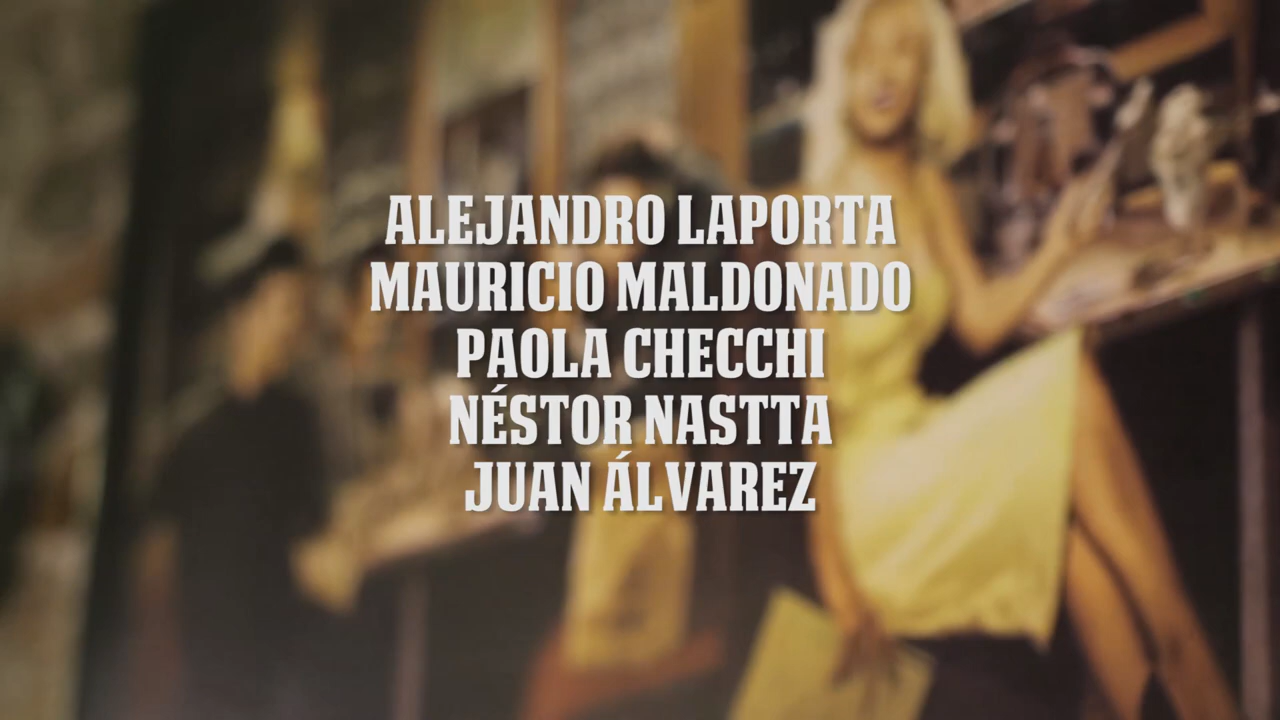 ALEJANDRO LAPORTA
MAURICIO MALDONADO
PAOLA CHECCHI
NÉSTOR NASTTA
JUAN ÁLVAREZ